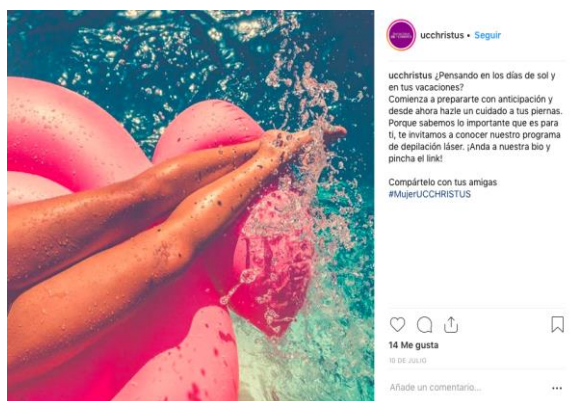 ucchristus • Seguir
ucchristus ¿Pensando en los días de sol y
en tus vacaciones?
Comienza a prepararte con anticipación y
desde ahora hazle un cuidado a tus piernas.
Porque sabemos lo importante que es para
ti, te invitamos a conocer nuestro programa
de depilación láser. ¡Anda a nuestra bio y
pincha el link!
Compártelo con tus amigas
#MujerUCCHRISTUS
14 Me gusta
10 DE JULIO
Añade un comentario...